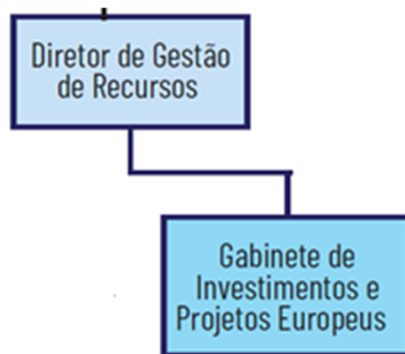 Diretor de Gestão
de Recursos
Gabinete de
Investimentos e
Projetos Europeus